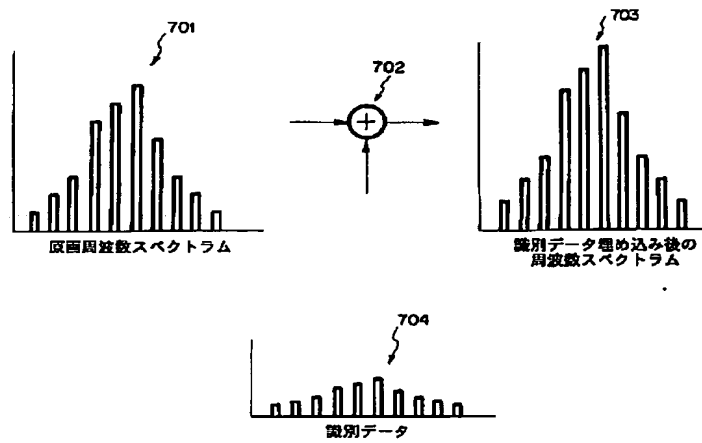 701
702
703
原画周波数スペクトラム
識別データ埋め込み後の
周波数スペクトラム
704
識別データ